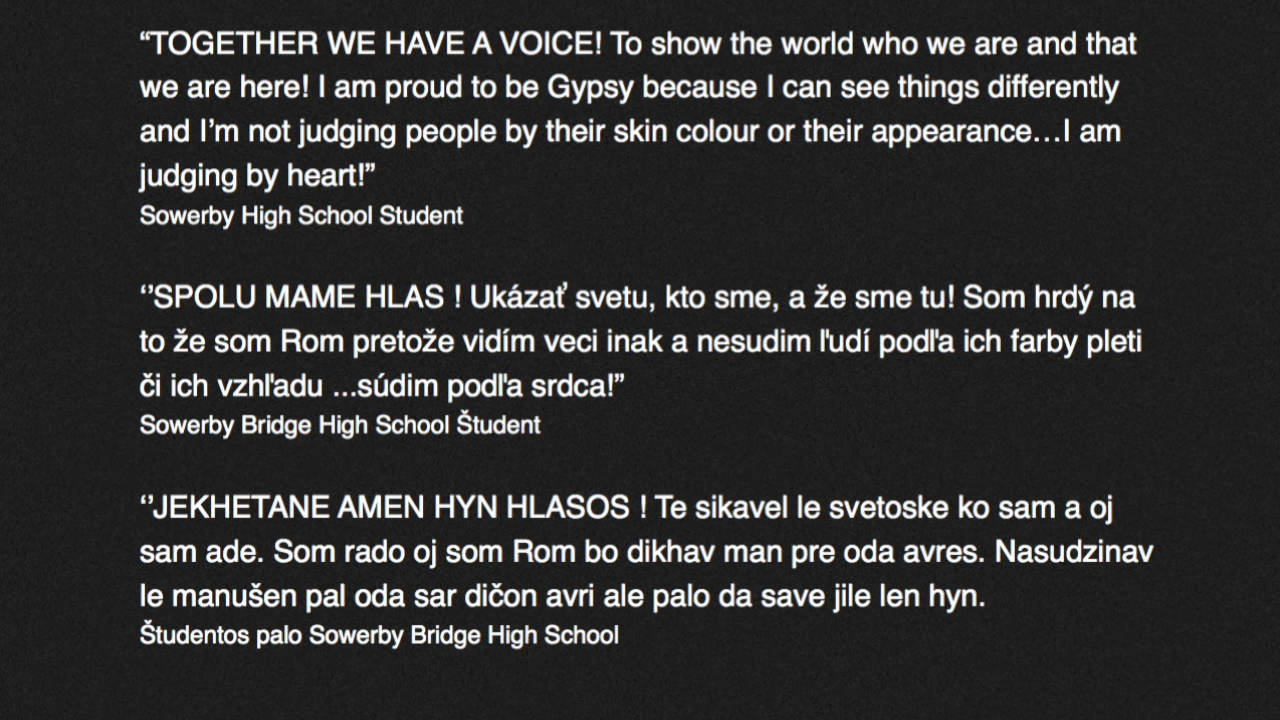 “TOGETHER WE HAVE A VOICE! To show the world who we are and that
we are here! I am proud to be Gypsy because I can see things differently
and I’m not judging people by their skin colour or their appearance…I am
judging by heart!”
Sowerby High School Student
‘’SPOLU MAME HLAS ! Ukázať svetu, kto sme, a že sme tu! Som hrdý na
to že som Rom pretože vidím veci inak a nesudim ľudí podľa ich farby pleti
či ich vzhľadu ...súdim podľa srdca!”
Sowerby Bridge High School Študent
‘’JEKHETANE AMEN HYN HLASOS ! Te sikavel le svetoske ko sam a oj
sam ade. Som rado oj som Rom bo dikhav man pre oda avres. Nasudzinav
le manušen pal oda sar dičon avri ale palo da save jile len hyn.
Študentos palo Sowerby Bridge High School